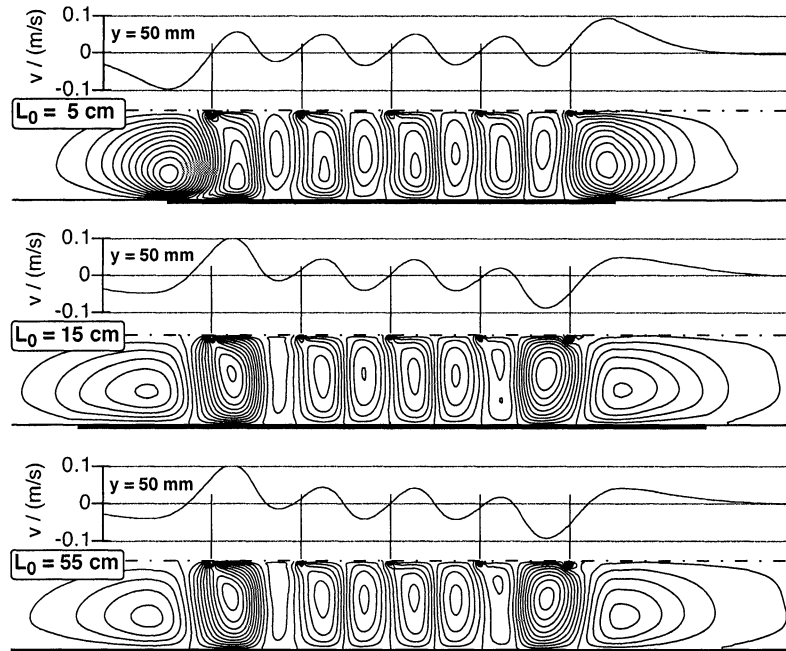 0.1
y = 50 mm
0
-0.1
v / (m/s)
L₀ = 5 cm
0.1
y = 50 mm
0
-0.1
v / (m/s)
L₀ = 15 cm
0.1
y = 50 mm
0
-0.1
v / (m/s)
L₀ = 55 cm